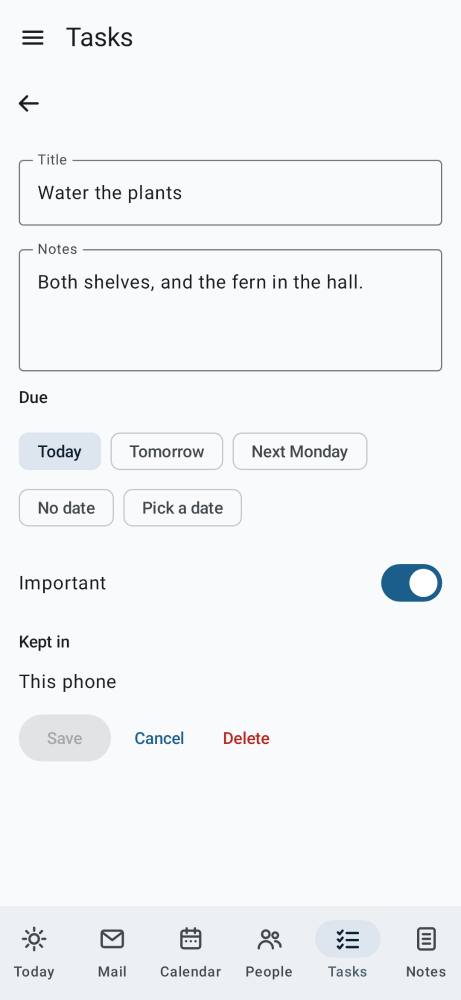 Tasks
Title
Water the plants
Notes
Both shelves, and the fern in the hall.
Due
Today Tomorrow Next Monday
No date Pick a date
Important
Kept in
This phone
Save Cancel Delete
Today Mail Calendar People Tasks Notes